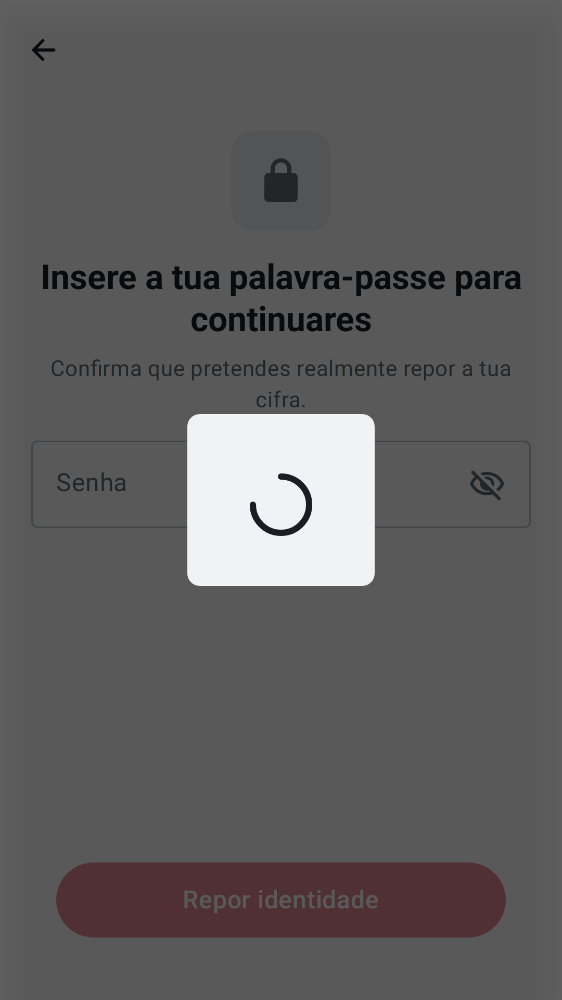 Insere a tua palavra-passe para
continuares
Confirma que pretendes realmente repor a tua
cifra.
Senha
Repor identidade